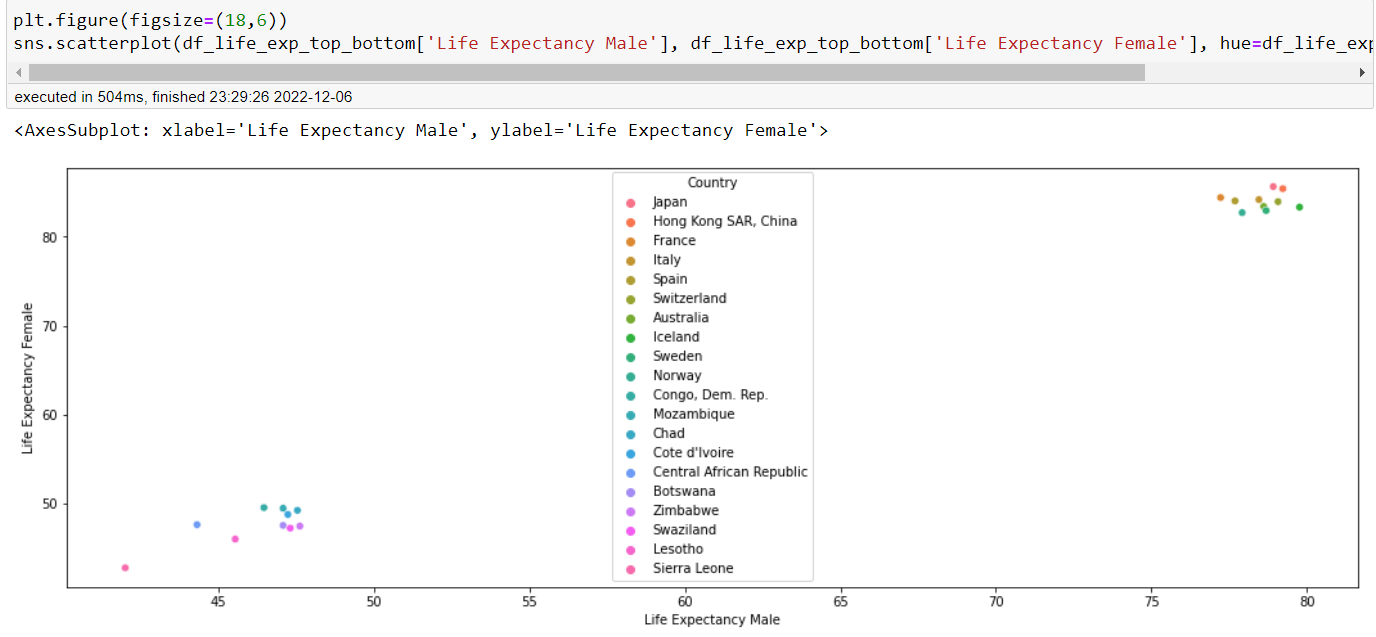 plt.figure(figsize=(18,6))
sns.scatterplot(df_life_exp_top_bottom['Life Expectancy Male'], df_life_exp_top_bottom['Life Expectancy Female'], hue=df_life_exp
executed in 504ms, finished 23:29:26 2022-12-06
<AxesSubplot: xlabel='Life Expectancy Male', ylabel='Life Expectancy Female'>
Country
Japan
Hong Kong SAR, China
France
Italy
Spain
Switzerland
Australia
Iceland
Sweden
Norway
Congo, Dem. Rep.
Mozambique
Chad
Cote d'Ivoire
Central African Republic
Botswana
Zimbabwe
Swaziland
Lesotho
Sierra Leone
Life Expectancy Female
80
70
60
50
45 50 55 60 65 70 75 80
Life Expectancy Male